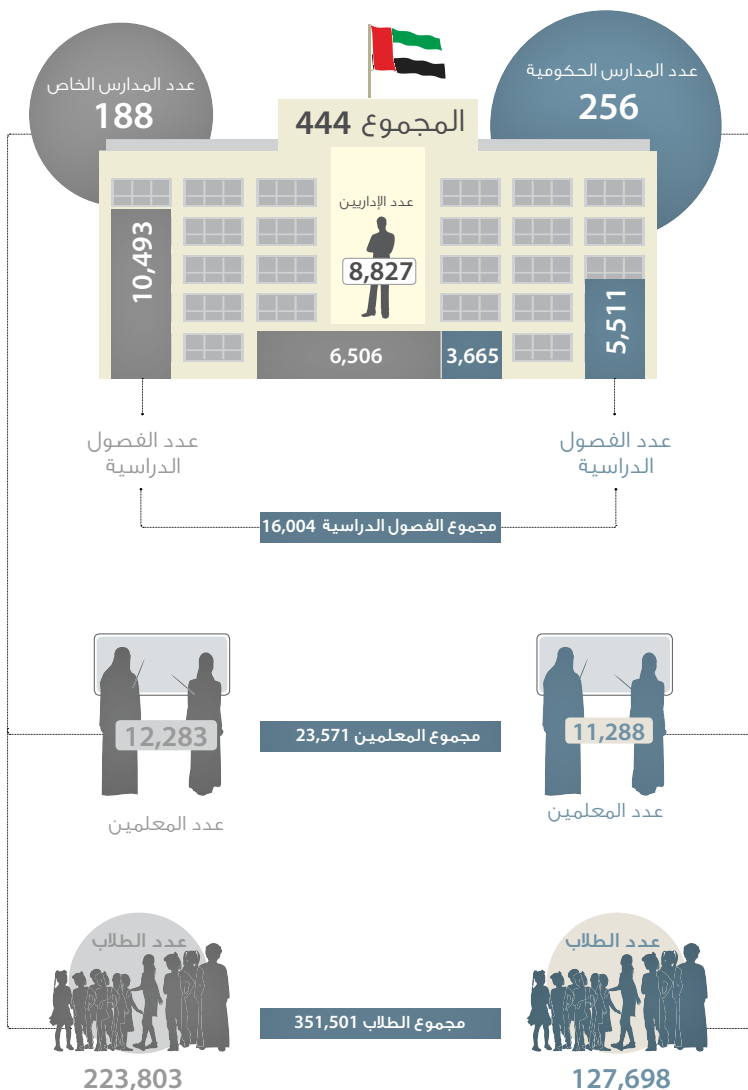 عدد المدارس الحكومية
256
عدد المدارس الخاص
188
المجموع 444
عدد الإداريين
8,827
5,511
3,665
6,506
10,493
عدد الفصول
الدراسية
عدد الفصول
الدراسية
مجموع الفصول الدراسية 16,004
11,288
عدد المعلمين
مجموع المعلمين 23,571
12,283
عدد المعلمين
عدد الطلاب
127,698
مجموع الطلاب 351,501
عدد الطلاب
223,803